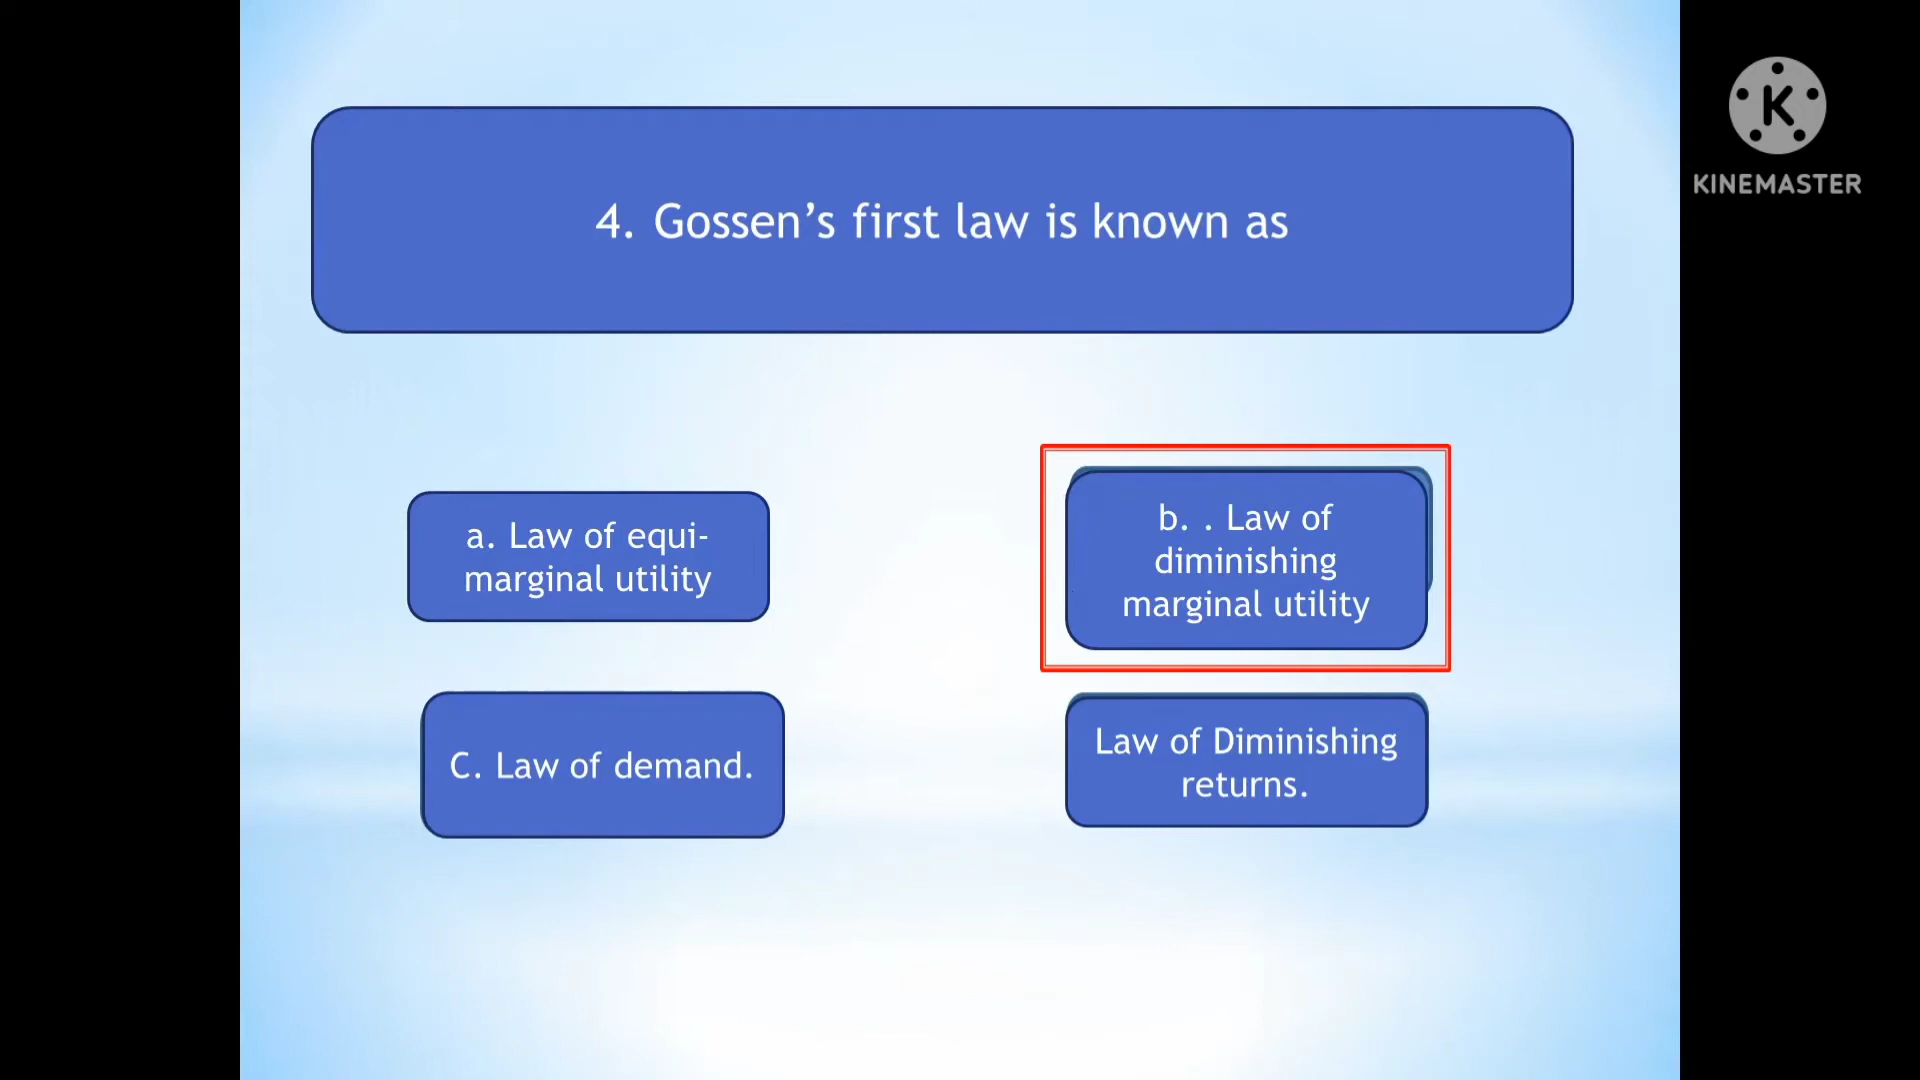 4. Gossen’s first law is known as
a. Law of equi-
marginal utility
b. . Law of
diminishing
marginal utility
C. Law of demand.
Law of Diminishing
returns.
K
KINEMASTER